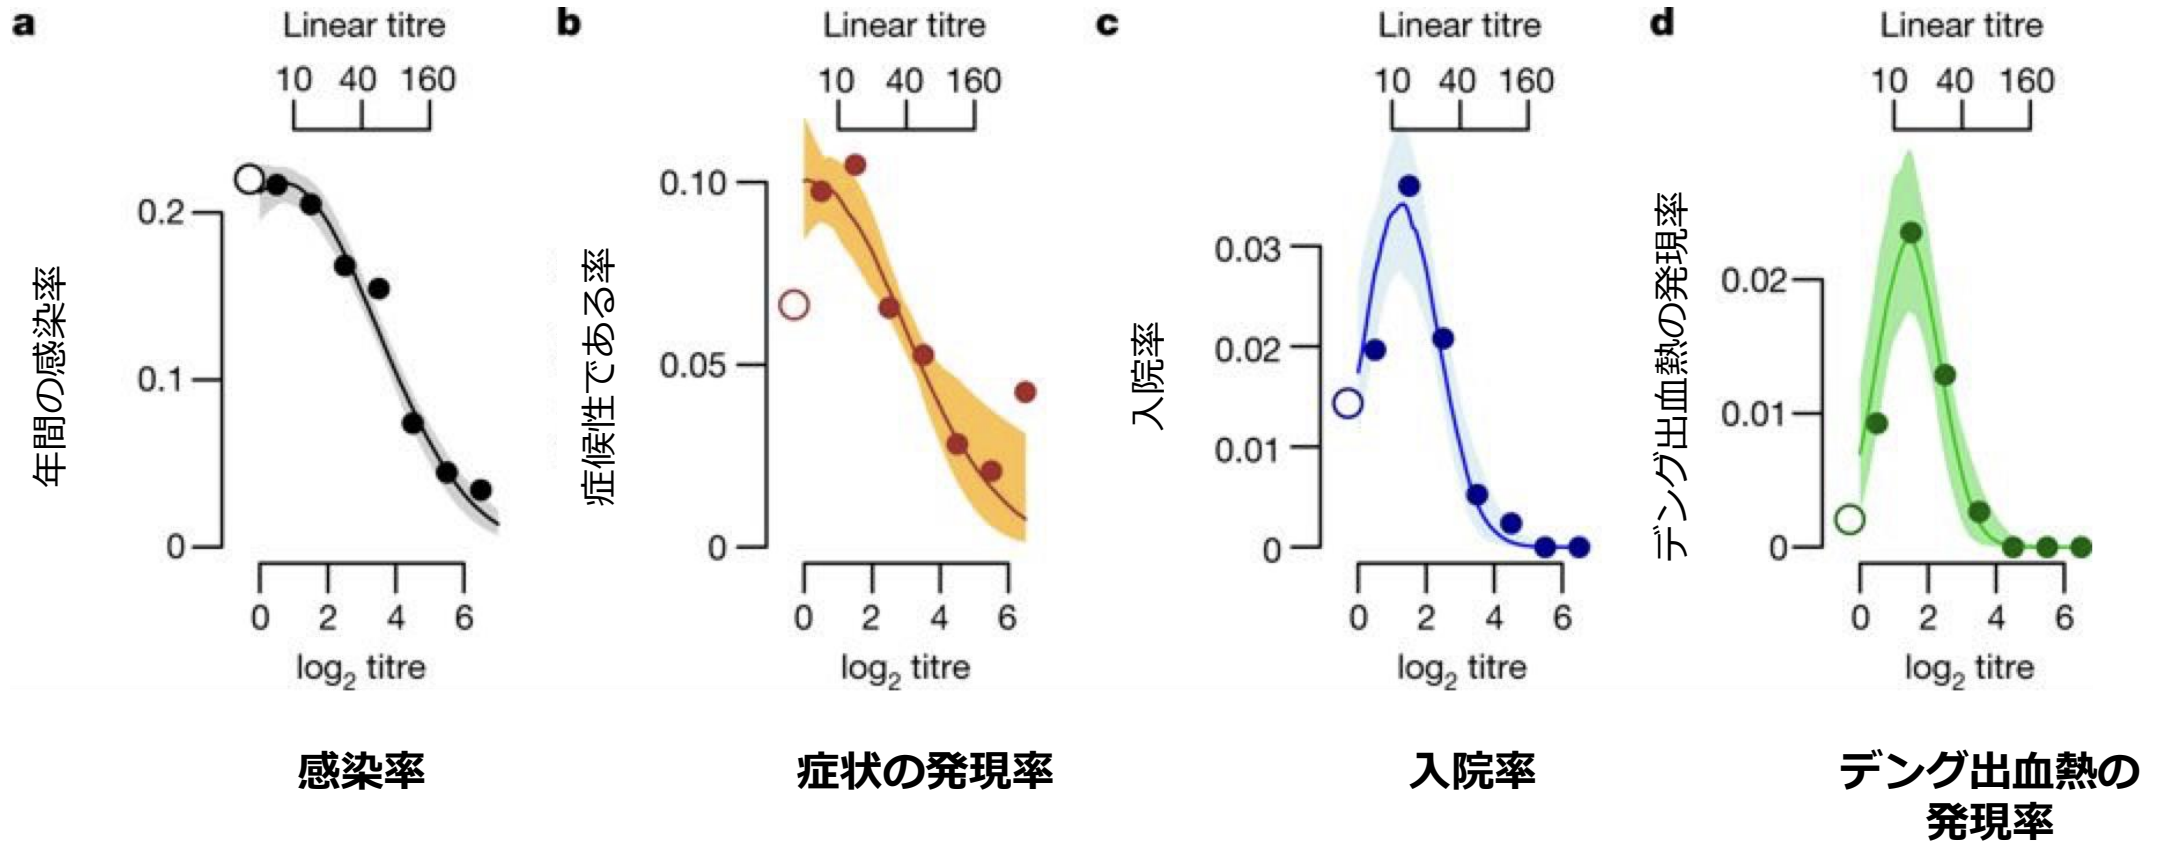 a
Linear titre
10 40 160
年間の感染率
0.2
0.1
0
0 2 4 6
log2 titre
感染率
b
Linear titre
10 40 160
症候性である率
0.10
0.05
0
0 2 4 6
log2 titre
症状の発現率
c
Linear titre
10 40 160
入院率
0.03
0.02
0.01
0
0 2 4 6
log2 titre
入院率
d
Linear titre
10 40 160
デング出血熱の発現率
0.02
0.01
0
0 2 4 6
log2 titre
デング出血熱の
発現率